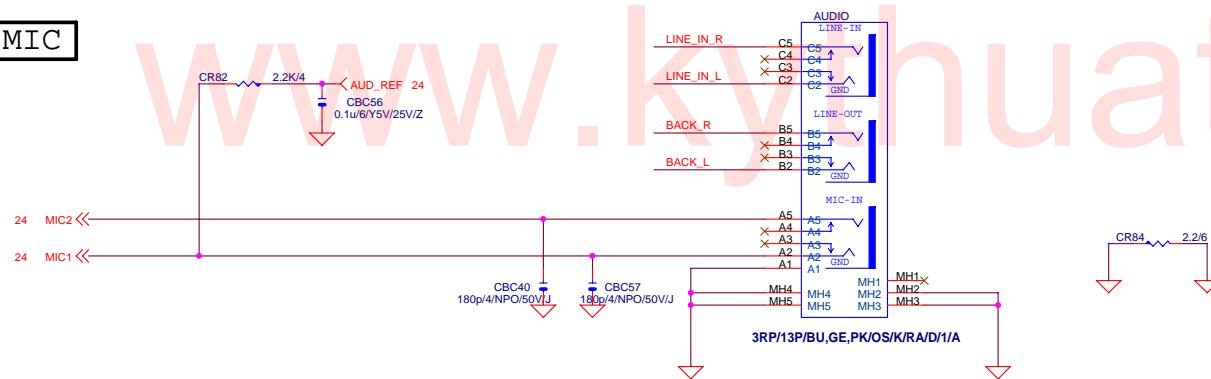 MIC
www.kythuat
AUDIO
LINE-IN
LINE_IN_R
C5 C5
C4 C4
C3 C3
LINE_IN_L
C2 C2
GND
CR82 2.2K/4
AUD_REF 24
CBC56
0.1u/6/Y5V/25V/Z
LINE-OUT
BACK_R
B5 B5
B4 B4
B3 B3
BACK_L
B2 B2
GND
MIC-IN
24 MIC2
A5 A5
A4 A4
A3 A3
24 MIC1
A2 A2
GND
A1 A1
CR84 2.2/6
MH1 MH1
CBC40
180p/4/NPO/50V/J
CBC57
180p/4/NPO/50V/J
MH4 MH4 MH2 MH2
MH5 MH5 MH3 MH3
3RP/13P/BU,GE,PK/OS/K/RA/D/1/A